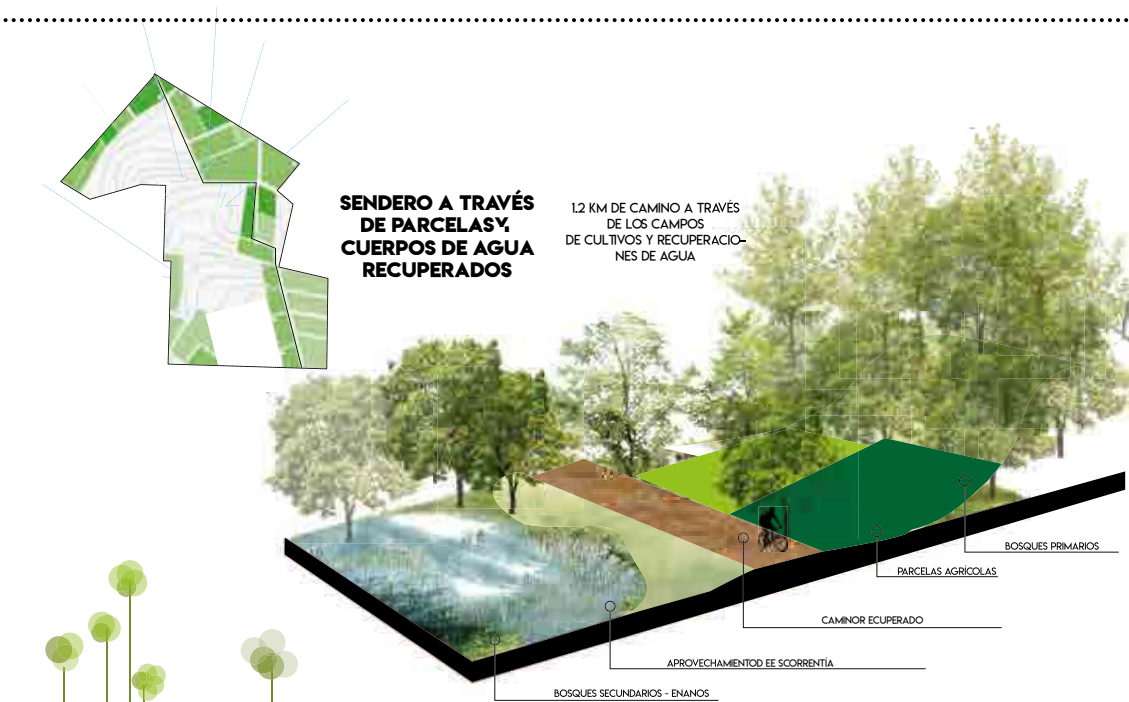 SENDERO A TRAVÉS
DE PARCELAS Y
CUERPOS DE AGUA
RECUPERADOS
1.2 KM DE CAMINO A TRAVÉS
DE LOS CAMPOS
DE CULTIVOS Y RECUPERACIO-
NES DE AGUA
BOSQUES PRIMARIOS
PARCELAS AGRÍCOLAS
CAMINOR ECUPERADO
APROVECHAMIENTOD EE SCORRENTÍA
BOSQUES SECUNDARIOS - ENANOS